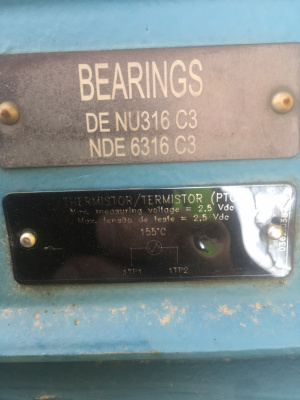 BEARINGS
DE NU316 C3
NDE 6316 C3
THERMISTOR/TERMISTOR (PTC
Max. measuring voltage = 2,5 Vdc
Max. tensão de teste = 2,5 Vdc
155°C
1TP1 1TP2